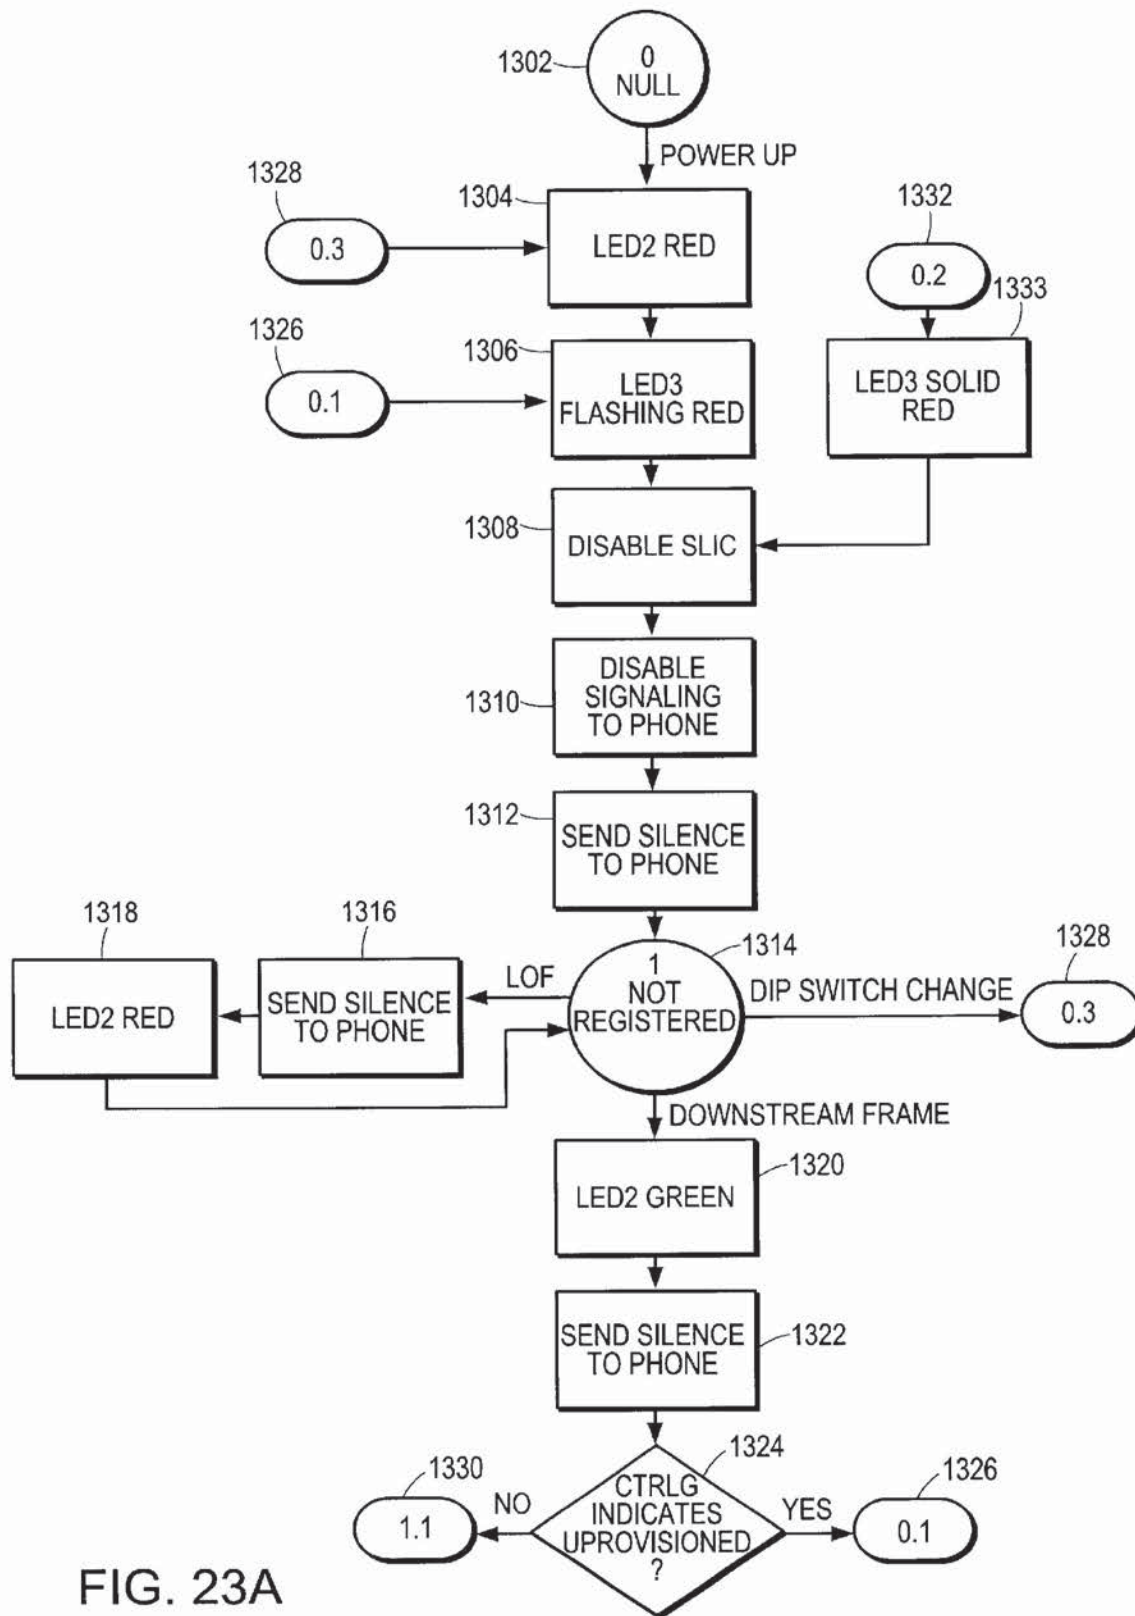 1302
0
NULL
POWER UP
1328
1304
1332
0.3
LED2 RED
0.2
1333
1326
1306
0.1
LED3
FLASHING RED
LED3 SOLID
RED
1308
DISABLE SLIC
1310
DISABLE
SIGNALING
TO PHONE
1312
SEND SILENCE
TO PHONE
1318
1316
1314
1328
LED2 RED
SEND SILENCE
TO PHONE
LOF
1
NOT
REGISTERED
DIP SWITCH CHANGE
0.3
DOWNSTREAM FRAME
1320
LED2 GREEN
SEND SILENCE
TO PHONE
1322
1324
1330
1326
1.1
NO
CTRLG
INDICATES
UPROVISIONED
?
YES
0.1
FIG. 23A